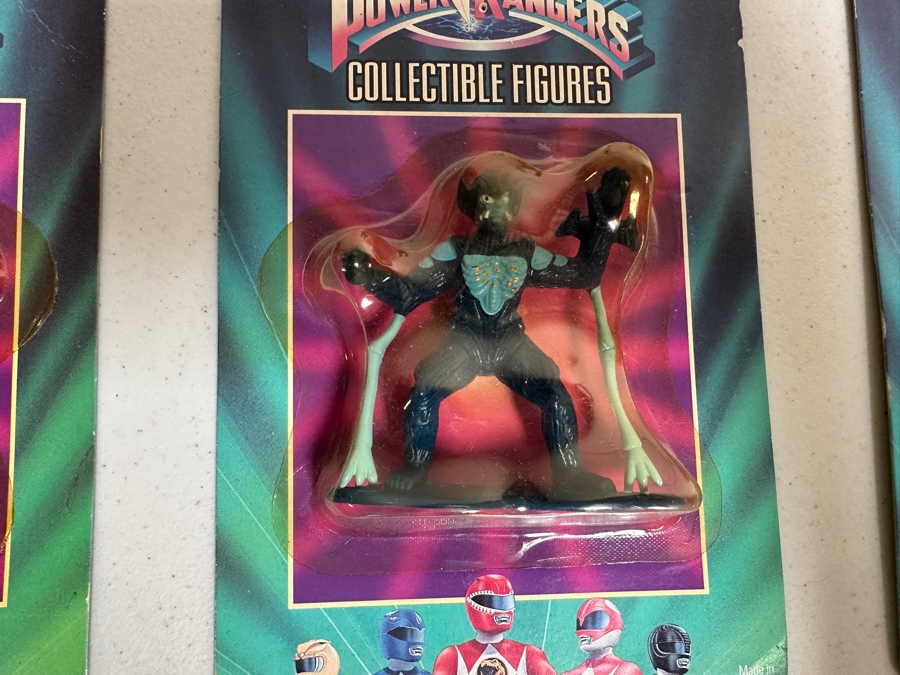 POWER RANGERS
COLLECTIBLE FIGURES
Made in